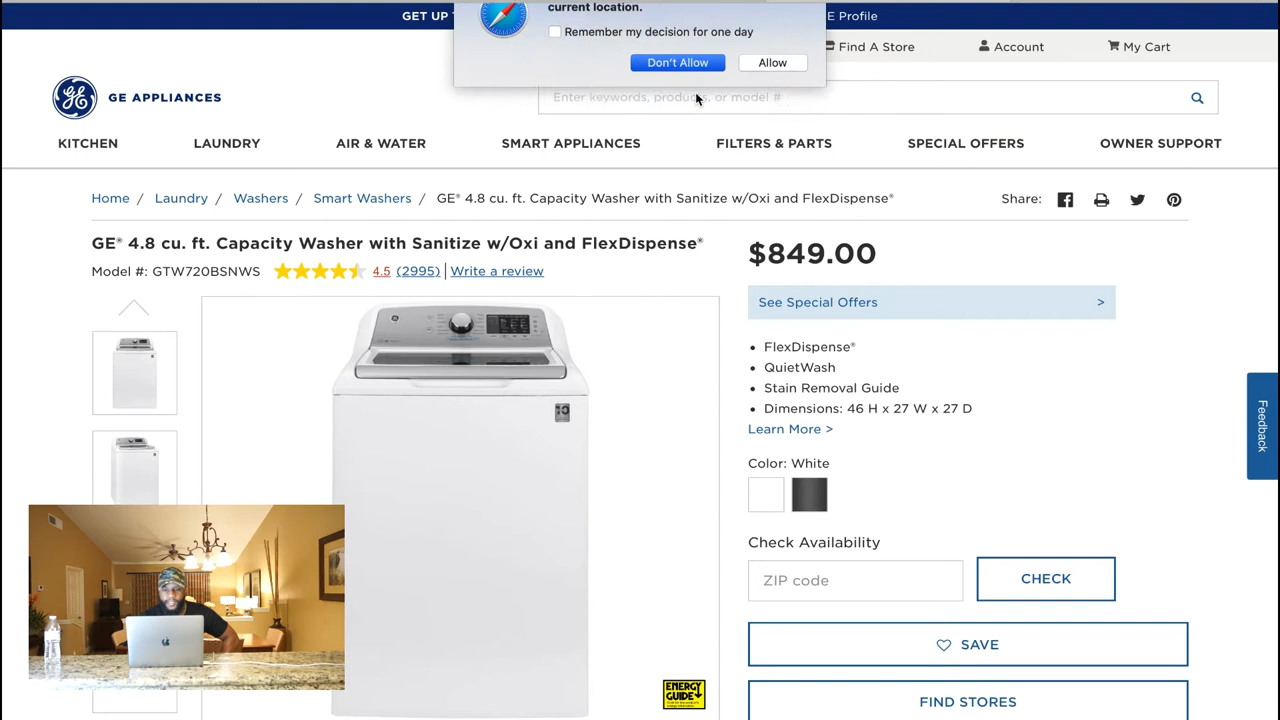 current location.
Remember my decision for one day
Don't Allow
Allow
GET UP
E Profile
Find A Store
Account
My Cart
GE APPLIANCES
Enter keywords, products, or model #
KITCHEN
LAUNDRY
AIR & WATER
SMART APPLIANCES
FILTERS & PARTS
SPECIAL OFFERS
OWNER SUPPORT
Home / Laundry / Washers / Smart Washers / GE® 4.8 cu. ft. Capacity Washer with Sanitize w/Oxi and FlexDispense®
Share:
GE® 4.8 cu. ft. Capacity Washer with Sanitize w/Oxi and FlexDispense®
Model #: GTW720BSNWS 4.5 (2995) | Write a review
$849.00
See Special Offers >
FlexDispense®
QuietWash
Stain Removal Guide
Dimensions: 46 H x 27 W x 27 D
Learn More >
Color: White
Check Availability
ZIP code
CHECK
SAVE
FIND STORES
Feedback
ENERGY
GUIDE